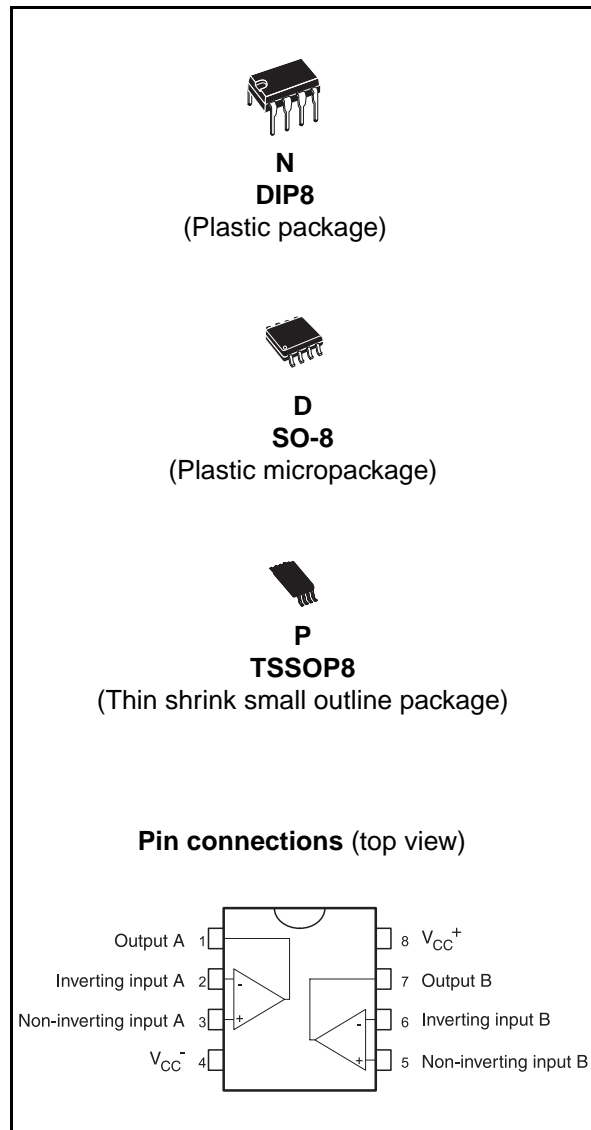 N
DIP8
(Plastic package)
D
SO-8
(Plastic micropackage)
P
TSSOP8
(Thin shrink small outline package)
Pin connections (top view)
Output A 1
Inverting input A 2
Non-inverting input A 3
VCC- 4
8 VCC+
7 Output B
6 Inverting input B
5 Non-inverting input B
-
+
-
+